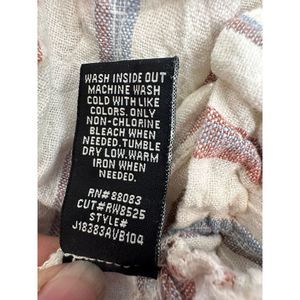 WASH INSIDE OUT
MACHINE WASH
COLD WITH LIKE
COLORS. ONLY
NON-CHLORINE
BLEACH WHEN
NEEDED. TUMBLE
DRY LOW. WARM
IRON WHEN
NEEDED.
RN#88083
CUT#RW8525
STYLE#
J18383AVB104